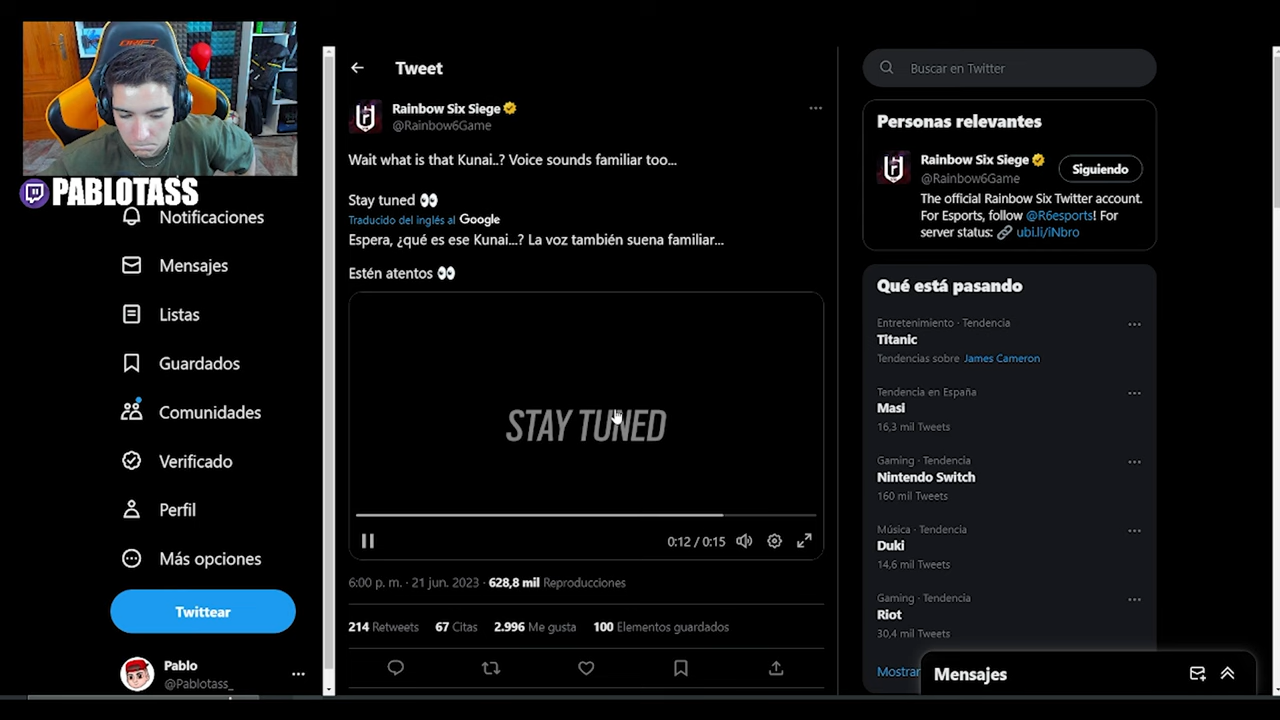 DRIFT
PABLOTASS
Notificaciones
Mensajes
Listas
Guardados
Comunidades
Verificado
Perfil
Más opciones
Twittear
Pablo
@Pablotass_
Tweet
Rainbow Six Siege
@Rainbow6Game
Wait what is that Kunai..? Voice sounds familiar too...
Stay tuned 👀
Traducido del inglés al Google
Espera, ¿qué es ese Kunai...? La voz también suena familiar...
Estén atentos 👀
STAY TUNED
0:12 / 0:15
6:00 p. m. · 21 jun. 2023 · 628,8 mil Reproducciones
214 Retweets 67 Citas 2.996 Me gusta 100 Elementos guardados
Buscar en Twitter
Personas relevantes
Rainbow Six Siege
@Rainbow6Game
Siguiendo
The official Rainbow Six Twitter account.
For Esports, follow @R6esports! For
server status: 🔗 ubi.li/iNbro
Qué está pasando
Entretenimiento · Tendencia
Titanic
Tendencias sobre James Cameron
Tendencia en España
Masi
16,3 mil Tweets
Gaming · Tendencia
Nintendo Switch
160 mil Tweets
Música · Tendencia
Duki
14,6 mil Tweets
Gaming · Tendencia
Riot
30,4 mil Tweets
Mostrar
Mensajes